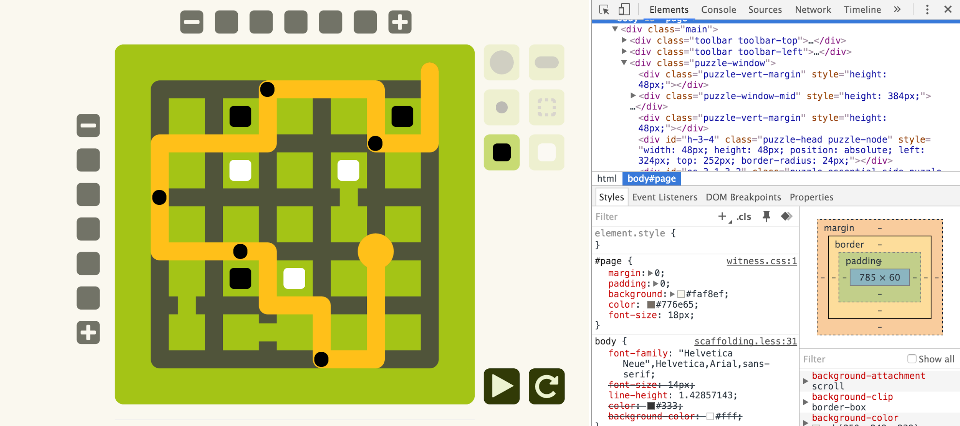 Elements Console Sources Network Timeline »
body#page
▼<div class="main">
▶<div class="toolbar toolbar-top">…</div>
▶<div class="toolbar toolbar-left">…</div>
▼<div class="puzzle-window">
<div class="puzzle-vert-margin" style="height:
48px;"></div>
▶<div class="puzzle-window-mid" style="height: 384px;">
…</div>
<div class="puzzle-vert-margin" style="height:
48px;"></div>
<div id="h-3-4" class="puzzle-head puzzle-node" style=
"width: 48px; height: 48px; position: absolute; left:
324px; top: 252px; border-radius: 24px;"></div>
html body#page
Styles Event Listeners DOM Breakpoints Properties
Filter + .cls
element.style {
}
#page { witness.css:1
margin:▶0;
padding:▶0;
background:▶#faf8ef;
color: #776e65;
font-size: 18px;
}
body { scaffolding.less:31
font-family: "Helvetica
Neue",Helvetica,Arial,sans-
serif;
font-size: 14px;
line-height: 1.42857143;
color: #333;
background-color: #fff;
margin –
border –
padding –
785 × 60
Filter Show all
▶background-attachment
scroll
▶background-clip
border-box
▶background-color